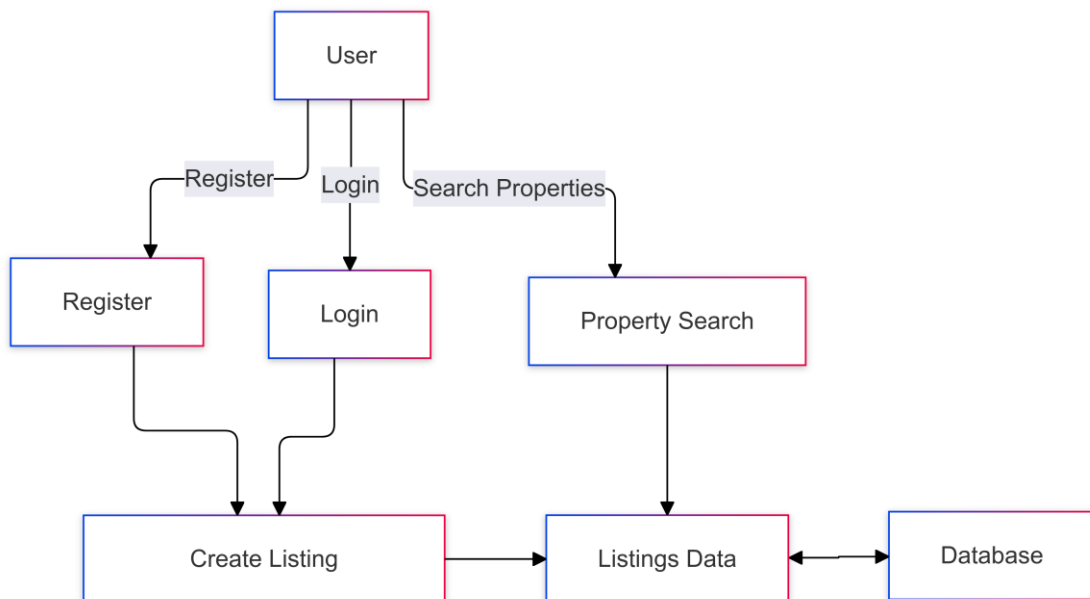 User
Register
Login
Search Properties
Register
Login
Property Search
Create Listing
Listings Data
Database